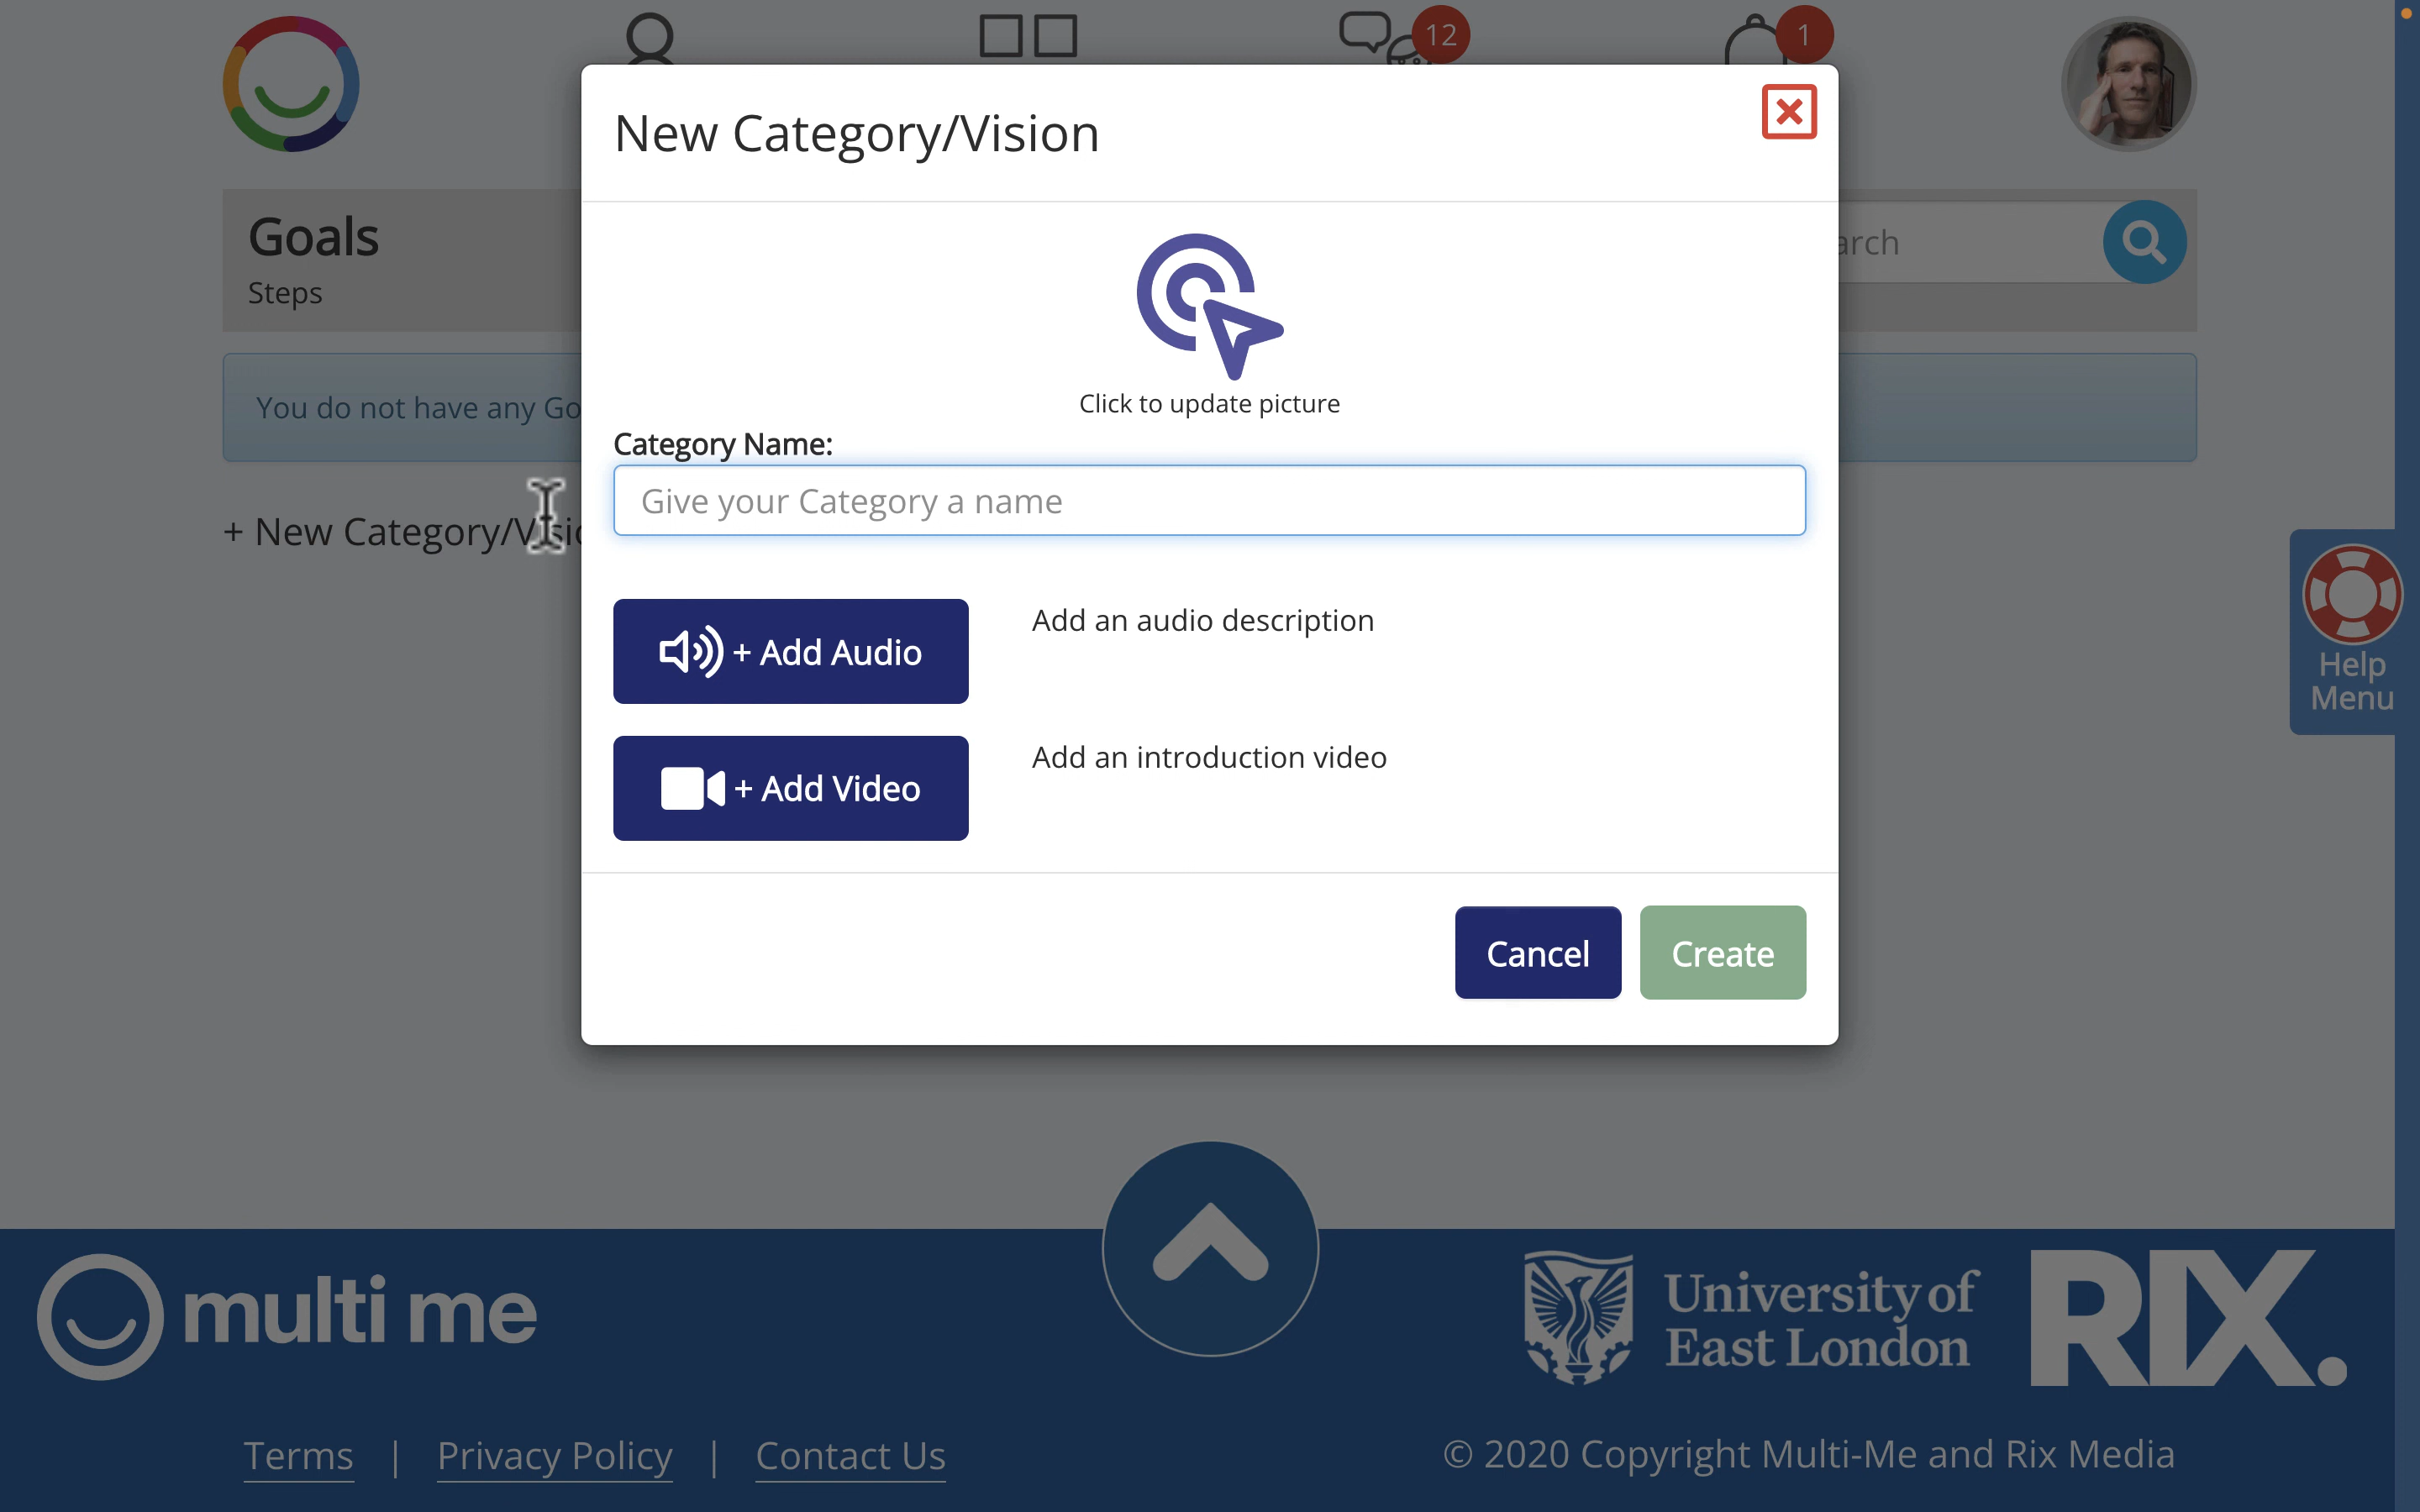 12
1
New Category/Vision
Goals
arch
Steps
Click to update picture
You do not have any Go
Category Name:
Give your Category a name
+ New Category/Visio
+ Add Audio
Add an audio description
Help
Menu
+ Add Video
Add an introduction video
Cancel
Create
multi me
University of
East London
RIX.
Terms | Privacy Policy | Contact Us
© 2020 Copyright Multi-Me and Rix Media